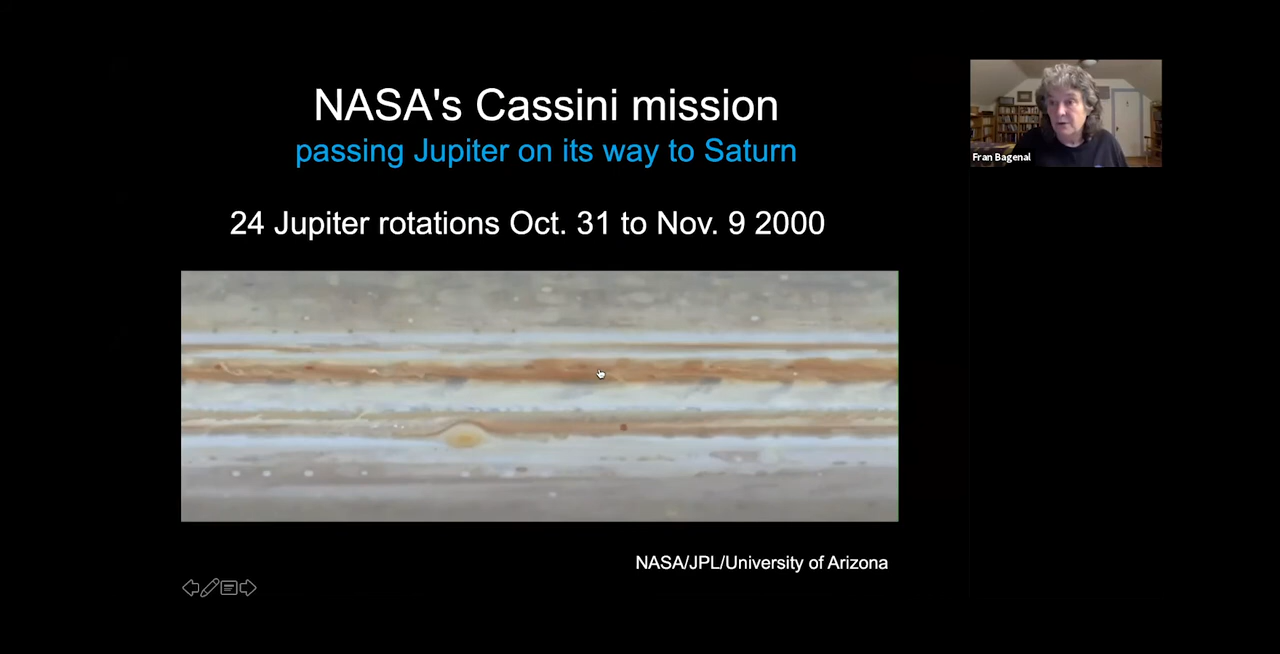 NASA's Cassini mission
passing Jupiter on its way to Saturn
24 Jupiter rotations Oct. 31 to Nov. 9 2000
NASA/JPL/University of Arizona
Fran Bagenal